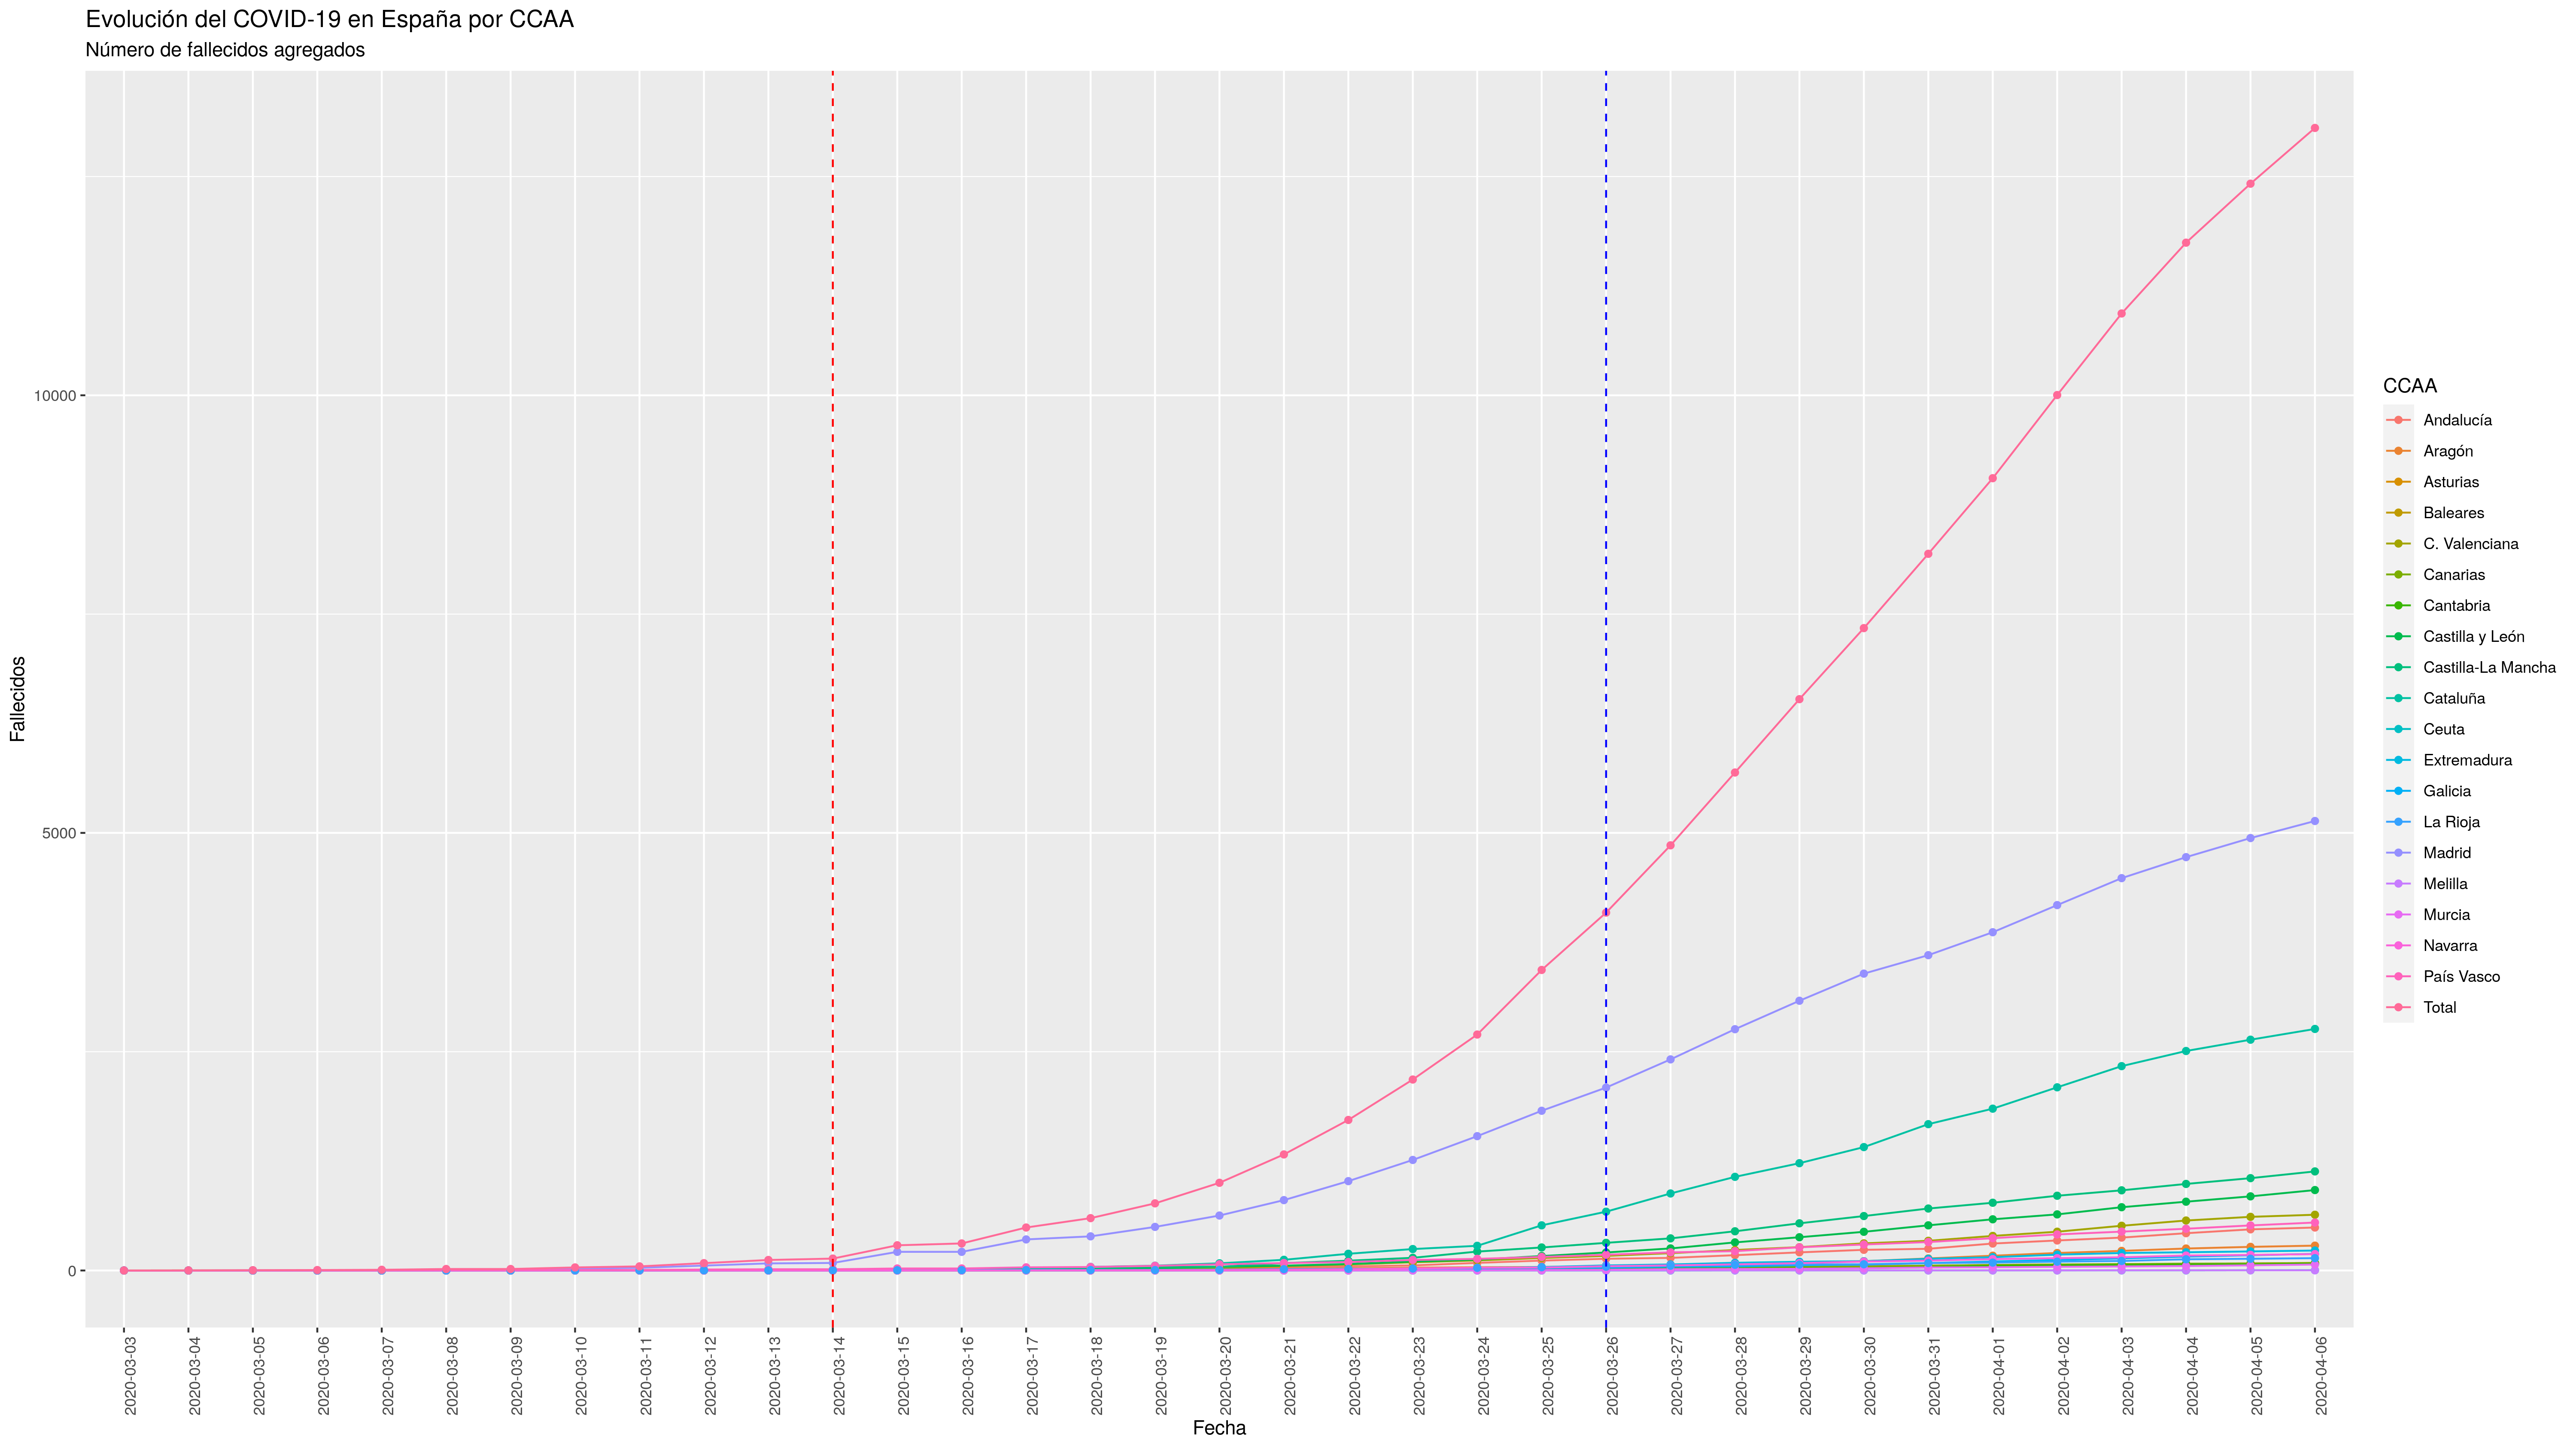 Evolución del COVID-19 en España por CCAA
Número de fallecidos agregados
Fallecidos
10000
5000
0
2020-03-03
2020-03-04
2020-03-05
2020-03-06
2020-03-07
2020-03-08
2020-03-09
2020-03-10
2020-03-11
2020-03-12
2020-03-13
2020-03-14
2020-03-15
2020-03-16
2020-03-17
2020-03-18
2020-03-19
2020-03-20
2020-03-21
2020-03-22
2020-03-23
2020-03-24
2020-03-25
2020-03-26
2020-03-27
2020-03-28
2020-03-29
2020-03-30
2020-03-31
2020-04-01
2020-04-02
2020-04-03
2020-04-04
2020-04-05
2020-04-06
Fecha
CCAA
Andalucía
Aragón
Asturias
Baleares
C. Valenciana
Canarias
Cantabria
Castilla y León
Castilla-La Mancha
Cataluña
Ceuta
Extremadura
Galicia
La Rioja
Madrid
Melilla
Murcia
Navarra
País Vasco
Total